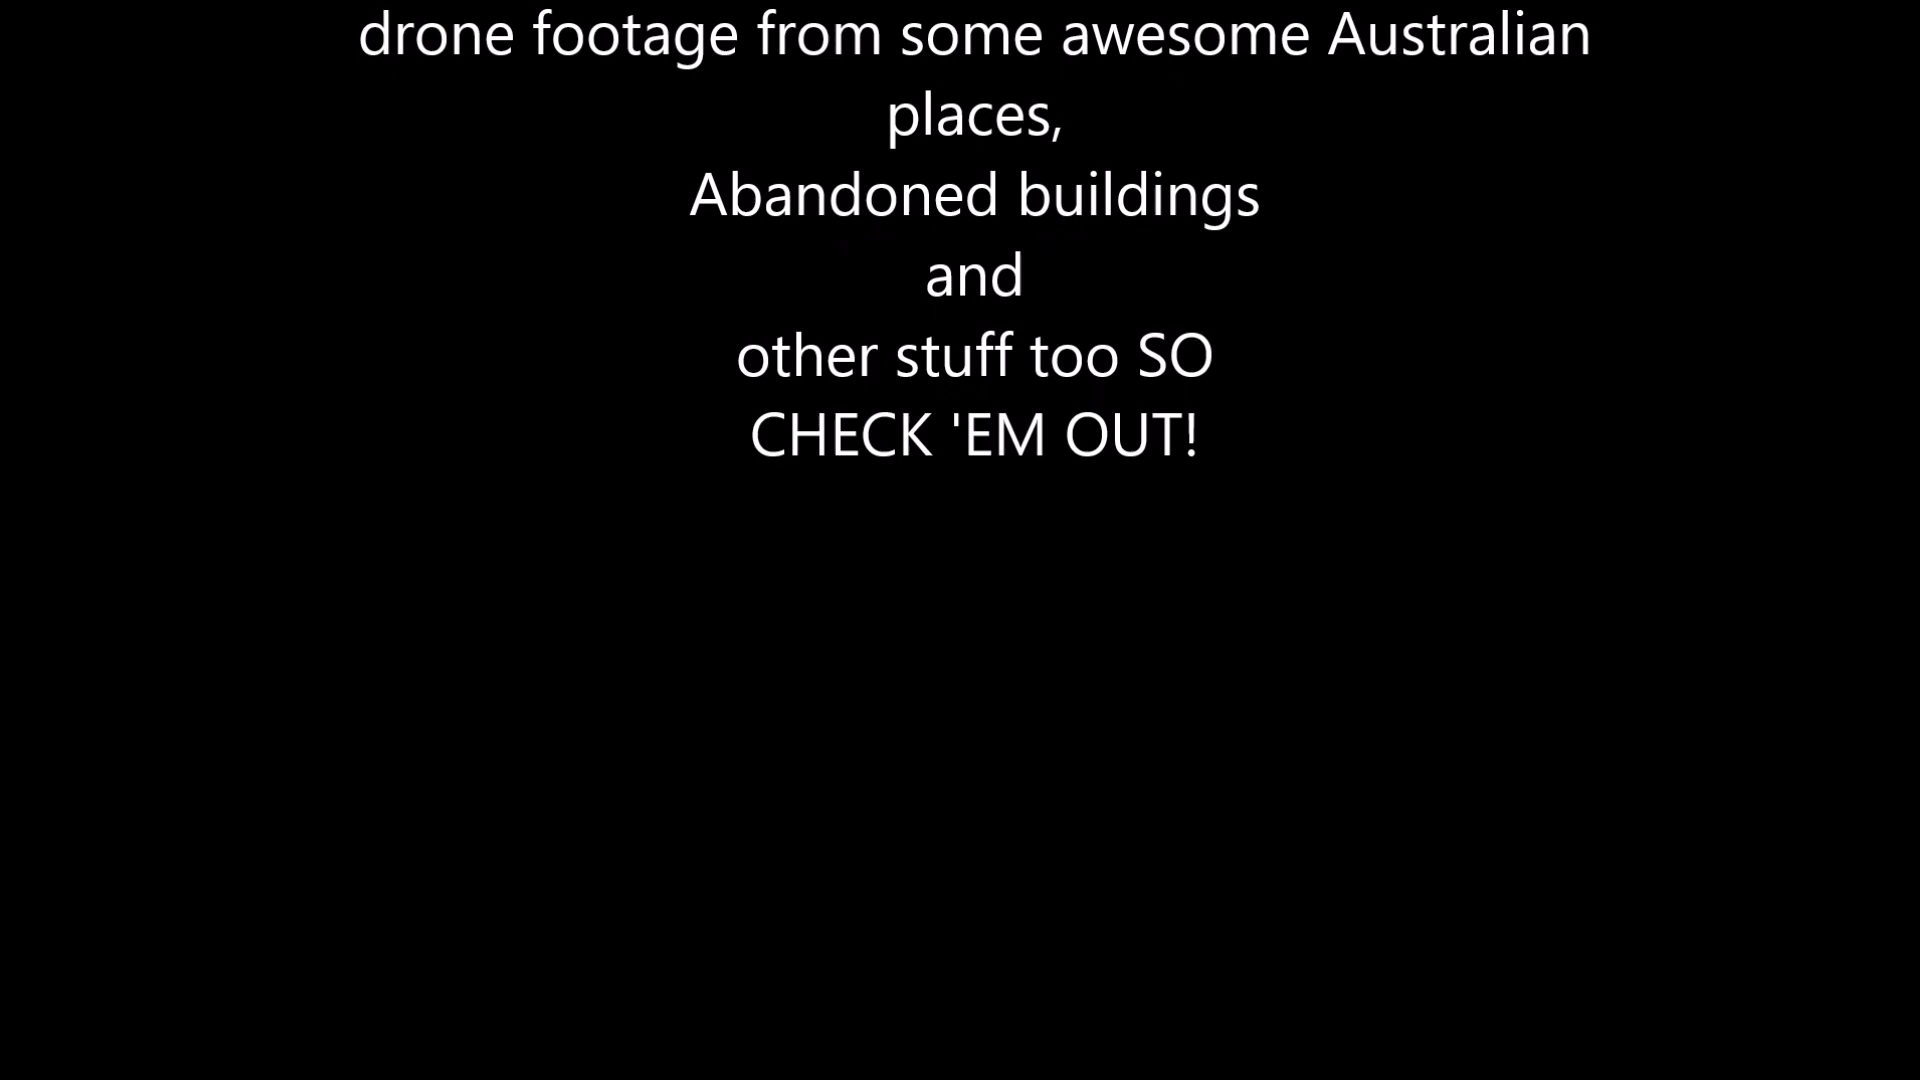 drone footage from some awesome Australian
places,
Abandoned buildings
and
other stuff too SO
CHECK 'EM OUT!